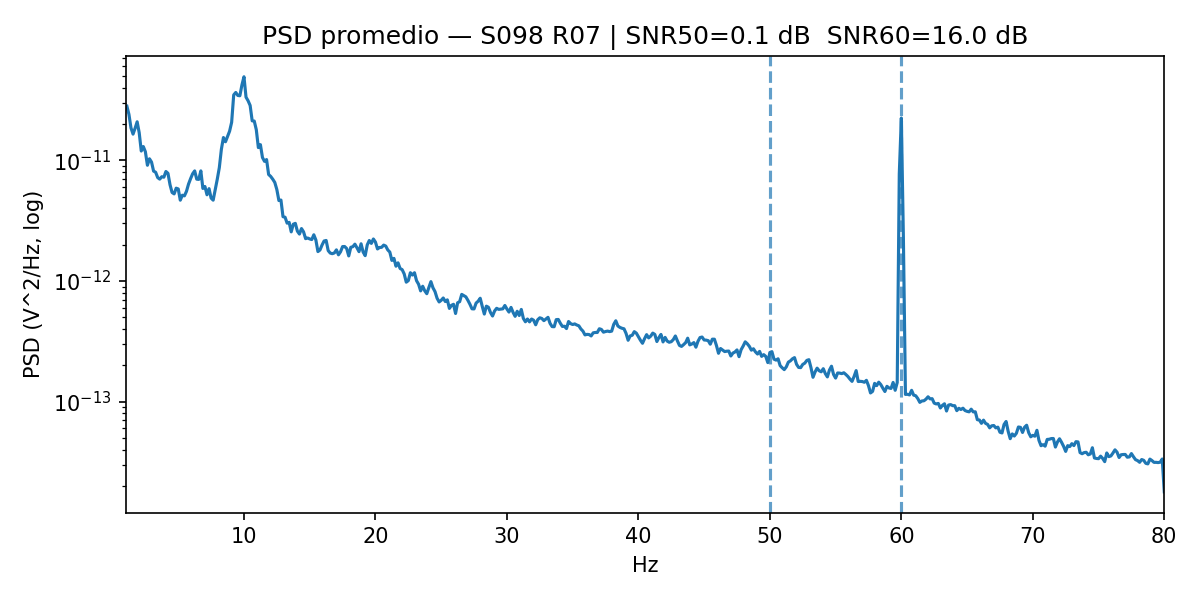 PSD promedio — S098 R07 | SNR50=0.1 dB  SNR60=16.0 dB
PSD (V^2/Hz, log)
10^{-11}
10^{-12}
10^{-13}
10 20 30 40 50 60 70 80
Hz